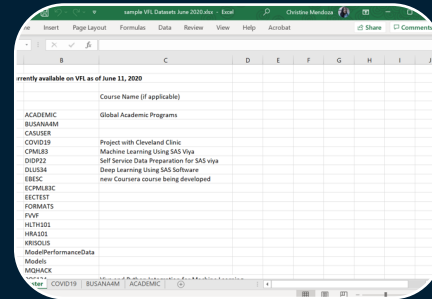 sample VFL Datasets June 2020.xlsx - Excel
Christine Mendoza
Insert Page Layout Formulas Data Review View Help Acrobat
Share Comments
fx
B C D E F G H I
rrently available on VFL as of June 11, 2020
Course Name (if applicable)
ACADEMIC Global Academic Programs
BUSANA4M
CASUSER
COVID19 Project with Cleveland Clinic
CPML83 Machine Learning Using SAS Viya
DIDP22 Self Service Data Preparation for SAS viya
DLUS34 Deep Learning Using SAS Software
EBESC new Coursera course being developed
ECPML83C
EECTEST
FORMATS
FVVF
HLTH101
HRA101
KRISOLIS
ModelPerformanceData
Models
MQHACK
COVID19 BUSANA4M ACADEMIC